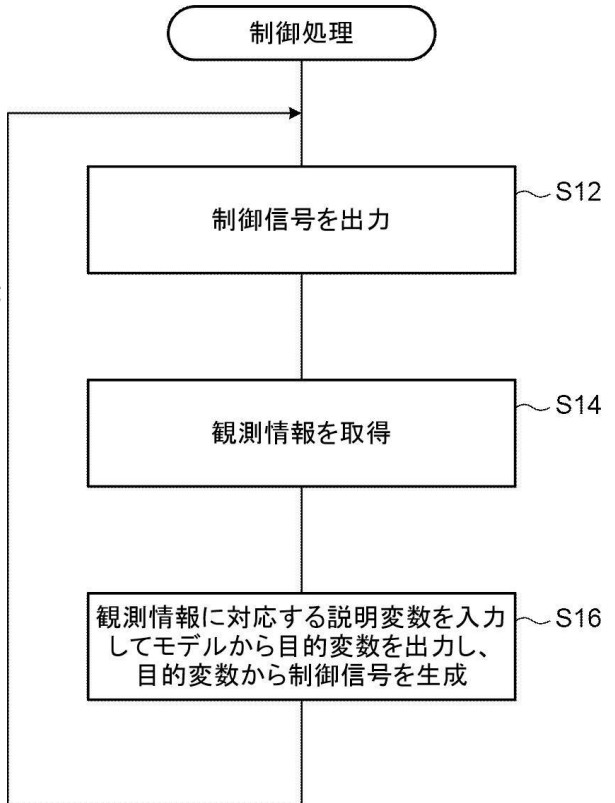 制御処理
制御信号を出力
S12
観測情報を取得
S14
観測情報に対応する説明変数を入力
してモデルから目的変数を出力し、
目的変数から制御信号を生成
S16